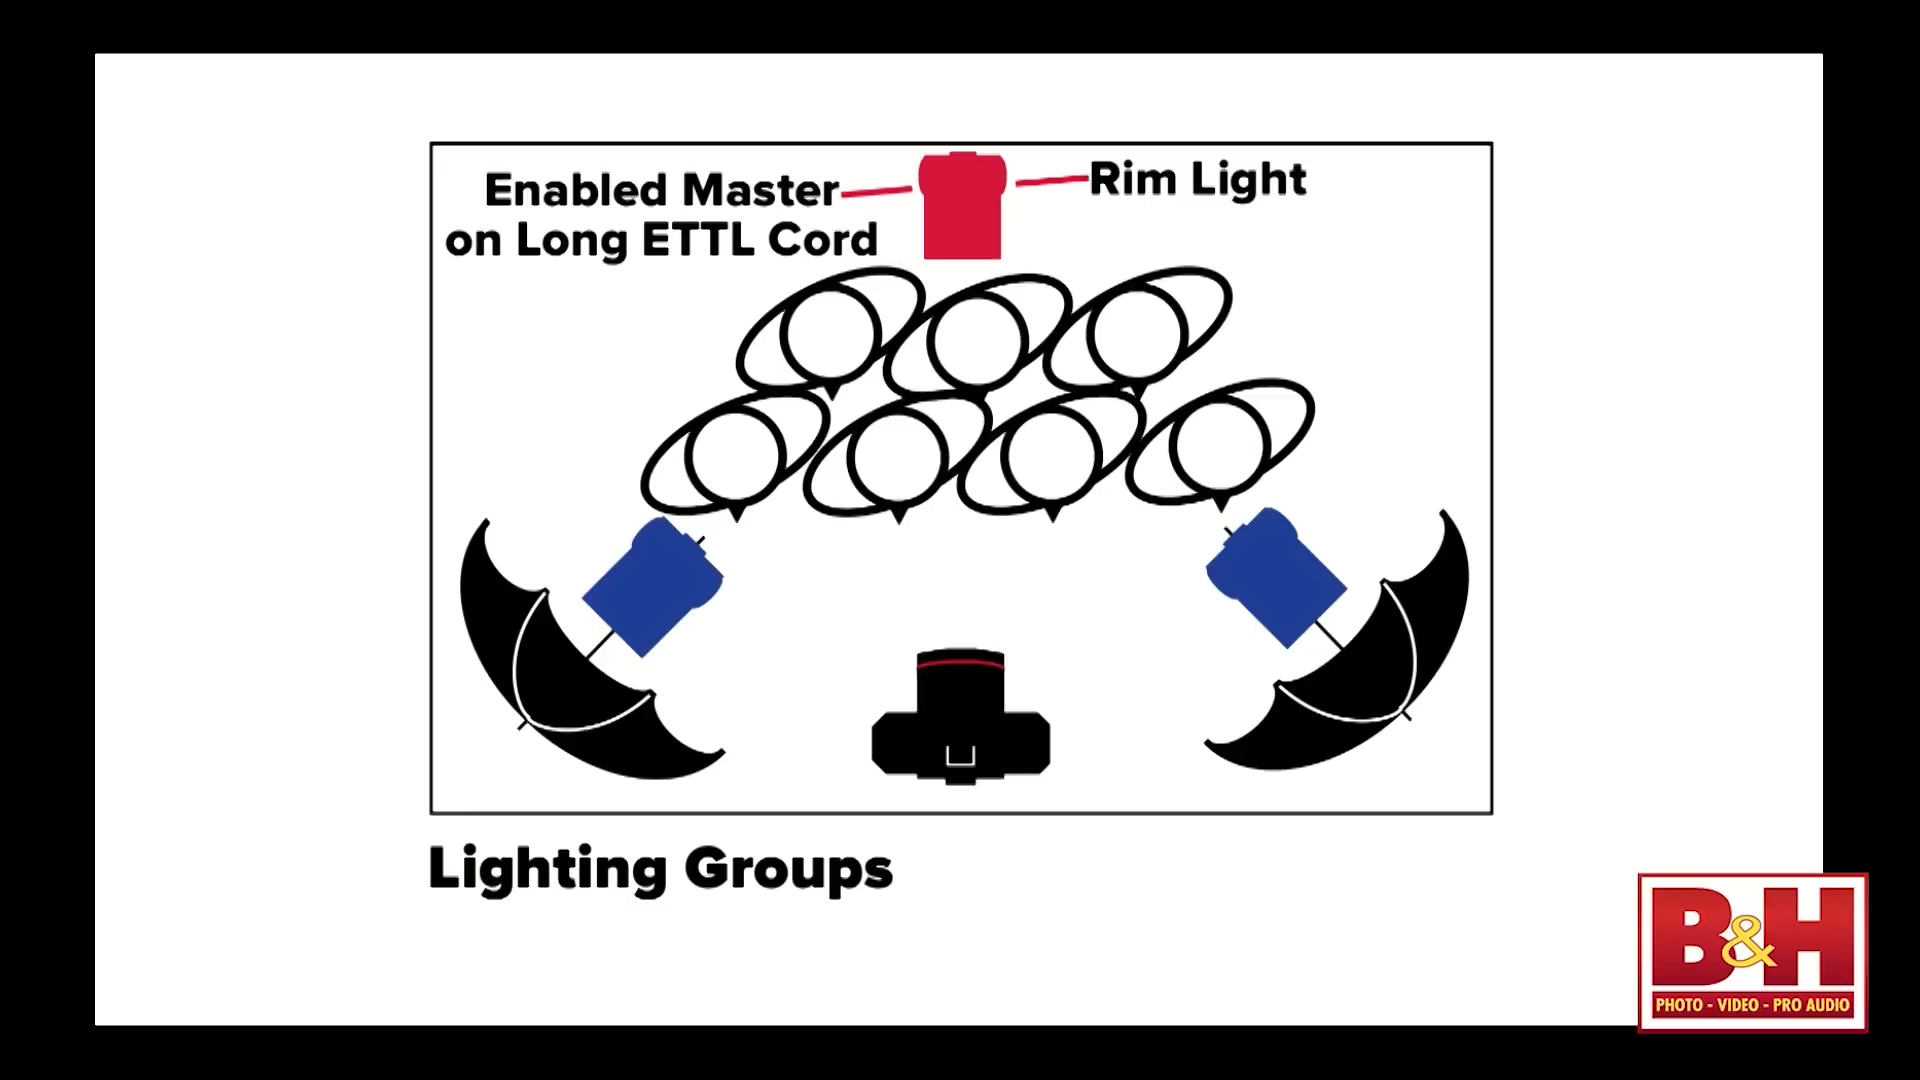 Enabled Master
on Long ETTL Cord
Rim Light
Lighting Groups
B&H
PHOTO - VIDEO - PRO AUDIO